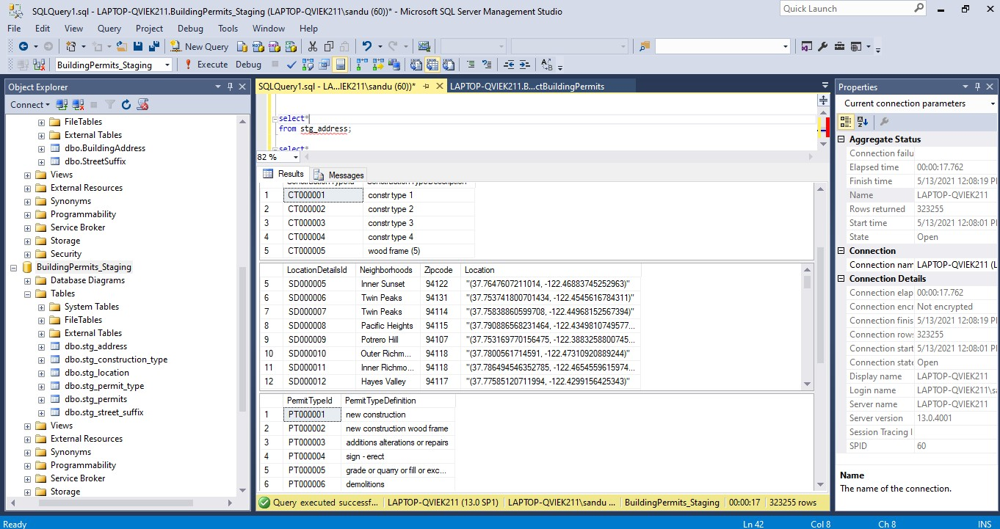 SQLQuery1.sql - LAPTOP-QVIEK211.BuildingPermits_Staging (LAPTOP-QVIEK211\sandu (60))* - Microsoft SQL Server Management Studio
Quick Launch
File Edit View Query Project Debug Tools Window Help
New Query
BuildingPermits_Staging Execute Debug
Object Explorer
Connect
FileTables
External Tables
dbo.BuildingAddress
dbo.StreetSuffix
Views
External Resources
Synonyms
Programmability
Service Broker
Storage
Security
BuildingPermits_Staging
Database Diagrams
Tables
System Tables
FileTables
External Tables
dbo.stg_address
dbo.stg_construction_type
dbo.stg_location
dbo.stg_permit_type
dbo.stg_permits
dbo.stg_street_suffix
Views
External Resources
Synonyms
Programmability
Service Broker
Storage
SQLQuery1.sql - LA...IEK211\sandu (60))* LAPTOP-QVIEK211.B...ctBuildingPermits
select*
from stg_address;
select*
82 %
Results Messages
ConstructionTypeId ConstructionTypeDescription
1 CT000001 constr type 1
2 CT000002 constr type 2
3 CT000003 constr type 3
4 CT000004 constr type 4
5 CT000005 wood frame (5)
LocationDetailsId Neighborhoods Zipcode Location
5 SD000005 Inner Sunset 94122 "(37.7647607211014, -122.46883745252963)"
6 SD000006 Twin Peaks 94131 "(37.753741800701434, -122.4545616784311)"
7 SD000007 Twin Peaks 94114 "(37.75838860599708, -122.44968152567394)"
8 SD000008 Pacific Heights 94115 "(37.790886568231464, -122.4349810749577...
9 SD000009 Potrero Hill 94107 "(37.753169770156475, -122.3883258800745...
10 SD000010 Outer Richm... 94118 "(37.7800561714591, -122.47310920889244)"
11 SD000011 Inner Richmo... 94118 "(37.786494546352785, -122.4654559615974...
12 SD000012 Hayes Valley 94117 "(37.77585120711994, -122.4299156425343)"
PermitTypeId PermitTypeDefinition
1 PT000001 new construction
2 PT000002 new construction wood frame
3 PT000003 additions alterations or repairs
4 PT000004 sign - erect
5 PT000005 grade or quarry or fill or exc...
6 PT000006 demolitions
Query executed successf... LAPTOP-QVIEK211 (13.0 SP1) LAPTOP-QVIEK211\sandu ... BuildingPermits_Staging 00:00:17 323255 rows
Properties
Current connection parameters
Aggregate Status
Connection failu
Elapsed time 00:00:17.762
Finish time 5/13/2021 12:08:19 P
Name LAPTOP-QVIEK211
Rows returned 323255
Start time 5/13/2021 12:08:01 P
State Open
Connection
Connection nam LAPTOP-QVIEK211 (L
Connection Details
Connection elap 00:00:17.762
Connection encr Not encrypted
Connection finis 5/13/2021 12:08:19 P
Connection rows 323255
Connection start 5/13/2021 12:08:01 P
Connection state Open
Display name LAPTOP-QVIEK211
Login name LAPTOP-QVIEK211\sa
Server name LAPTOP-QVIEK211
Server version 13.0.4001
Session Tracing I
SPID 60
Name
The name of the connection.
Ready Ln 42 Col 8 Ch 8 INS